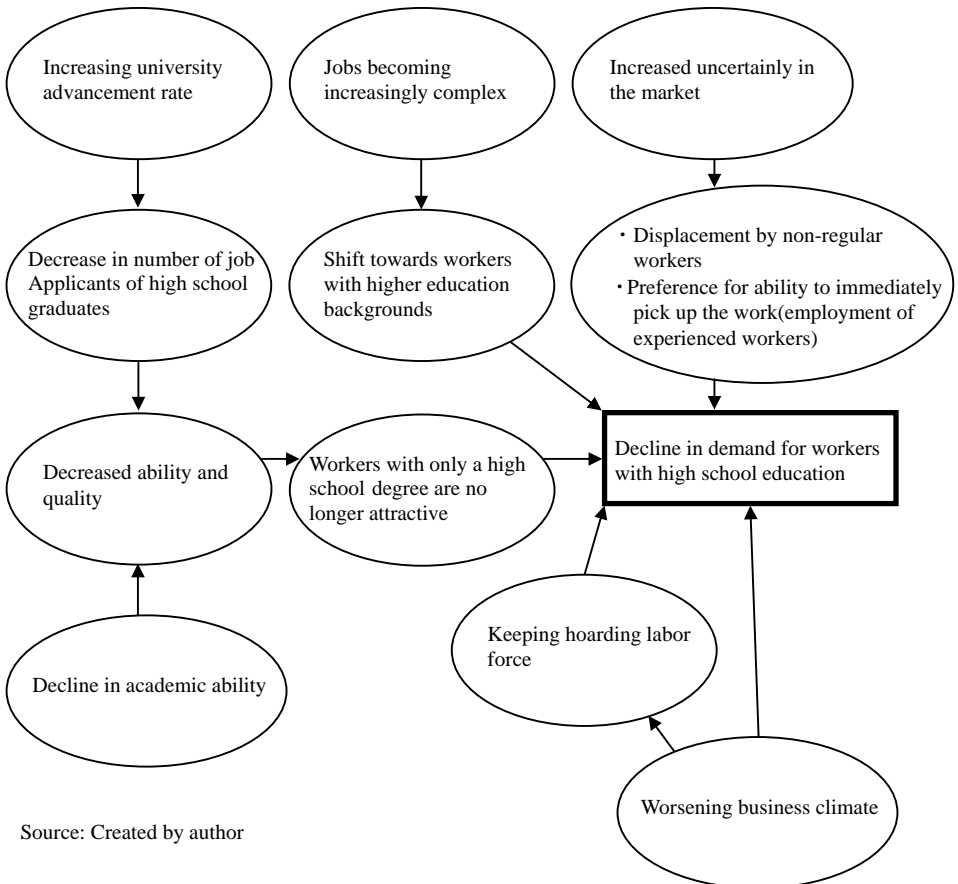 Increasing university
advancement rate
Jobs becoming
increasingly complex
Increased uncertainly in
the market
Decrease in number of job
Applicants of high school
graduates
Shift towards workers
with higher education
backgrounds
・Displacement by non-regular
workers
・Preference for ability to immediately
pick up the work(employment of
experienced workers)
Decreased ability and
quality
Workers with only a high
school degree are no
longer attractive
Decline in demand for workers
with high school education
Decline in academic ability
Keeping hoarding labor
force
Worsening business climate
Source: Created by author